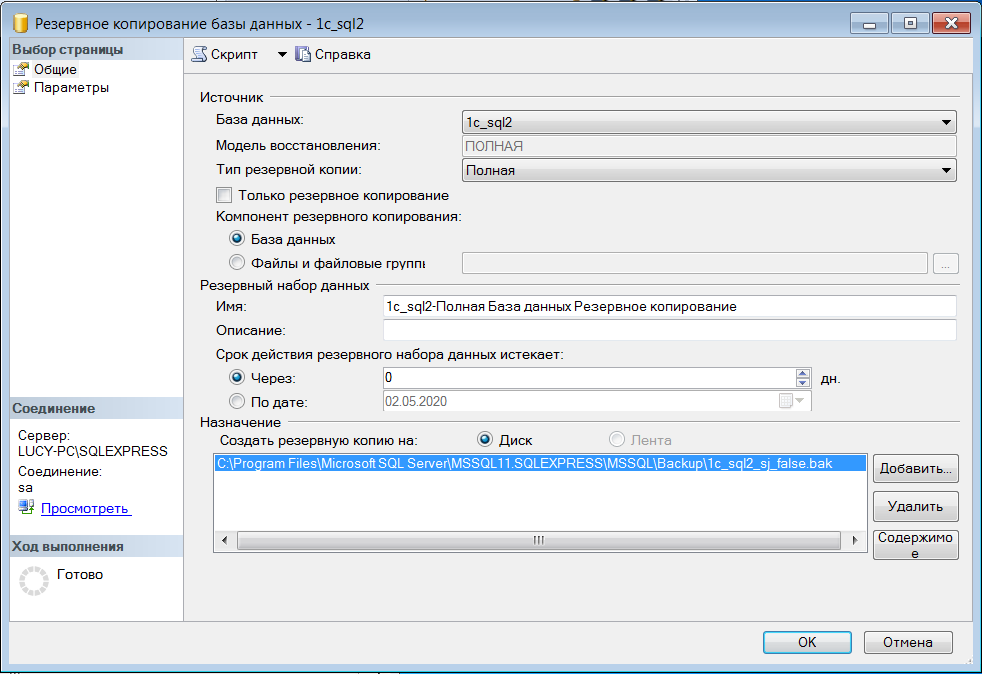 Резервное копирование базы данных - 1c_sql2
Выбор страницы
Общие
Параметры
Скрипт
Справка
Источник
База данных:
1c_sql2
Модель восстановления:
ПОЛНАЯ
Тип резервной копии:
Полная
Только резервное копирование
Компонент резервного копирования:
База данных
Файлы и файловые группы
...
Резервный набор данных
Имя:
1c_sql2-Полная База данных Резервное копирование
Описание:
Срок действия резервного набора данных истекает:
Через:
0
дн.
По дате:
02.05.2020
Назначение
Создать резервную копию на:
Диск
Лента
C:\Program Files\Microsoft SQL Server\MSSQL11.SQLEXPRESS\MSSQL\Backup\1c_sql2_sj_false.bak
Добавить...
Удалить
Содержимо
е
Соединение
Сервер:
LUCY-PC\SQLEXPRESS
Соединение:
sa
Просмотреть
Ход выполнения
Готово
OK
Отмена